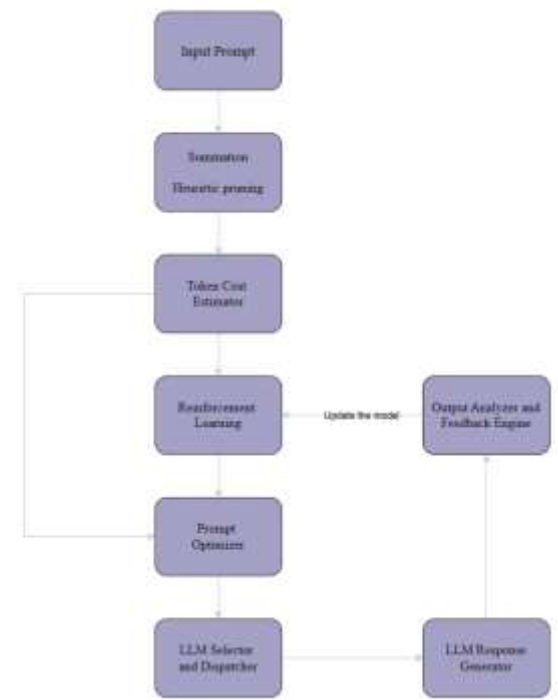 Input Prompt
Summation
Heuristic pruning
Token Cost
Estimator
Reinforcement
Learning
Update the model
Output Analyzer and
Feedback Engine
Prompt
Optimizer
LLM Selector
and Dispatcher
LLM Response
Generator